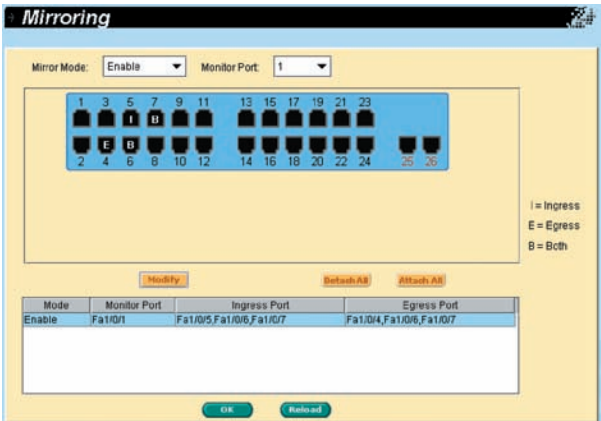 Mirroring
Mirror Mode: Enable Monitor Port: 1
1 3 5 7 9 11 13 15 17 19 21 23
I B
E B
2 4 6 8 10 12 14 16 18 20 22 24 25 26
I = Ingress
E = Egress
B = Both
Modify Detach All Attach All
Mode Monitor Port Ingress Port Egress Port
Enable Fa1/0/1 Fa1/0/5,Fa1/0/6,Fa1/0/7 Fa1/0/4,Fa1/0/6,Fa1/0/7
OK Reload